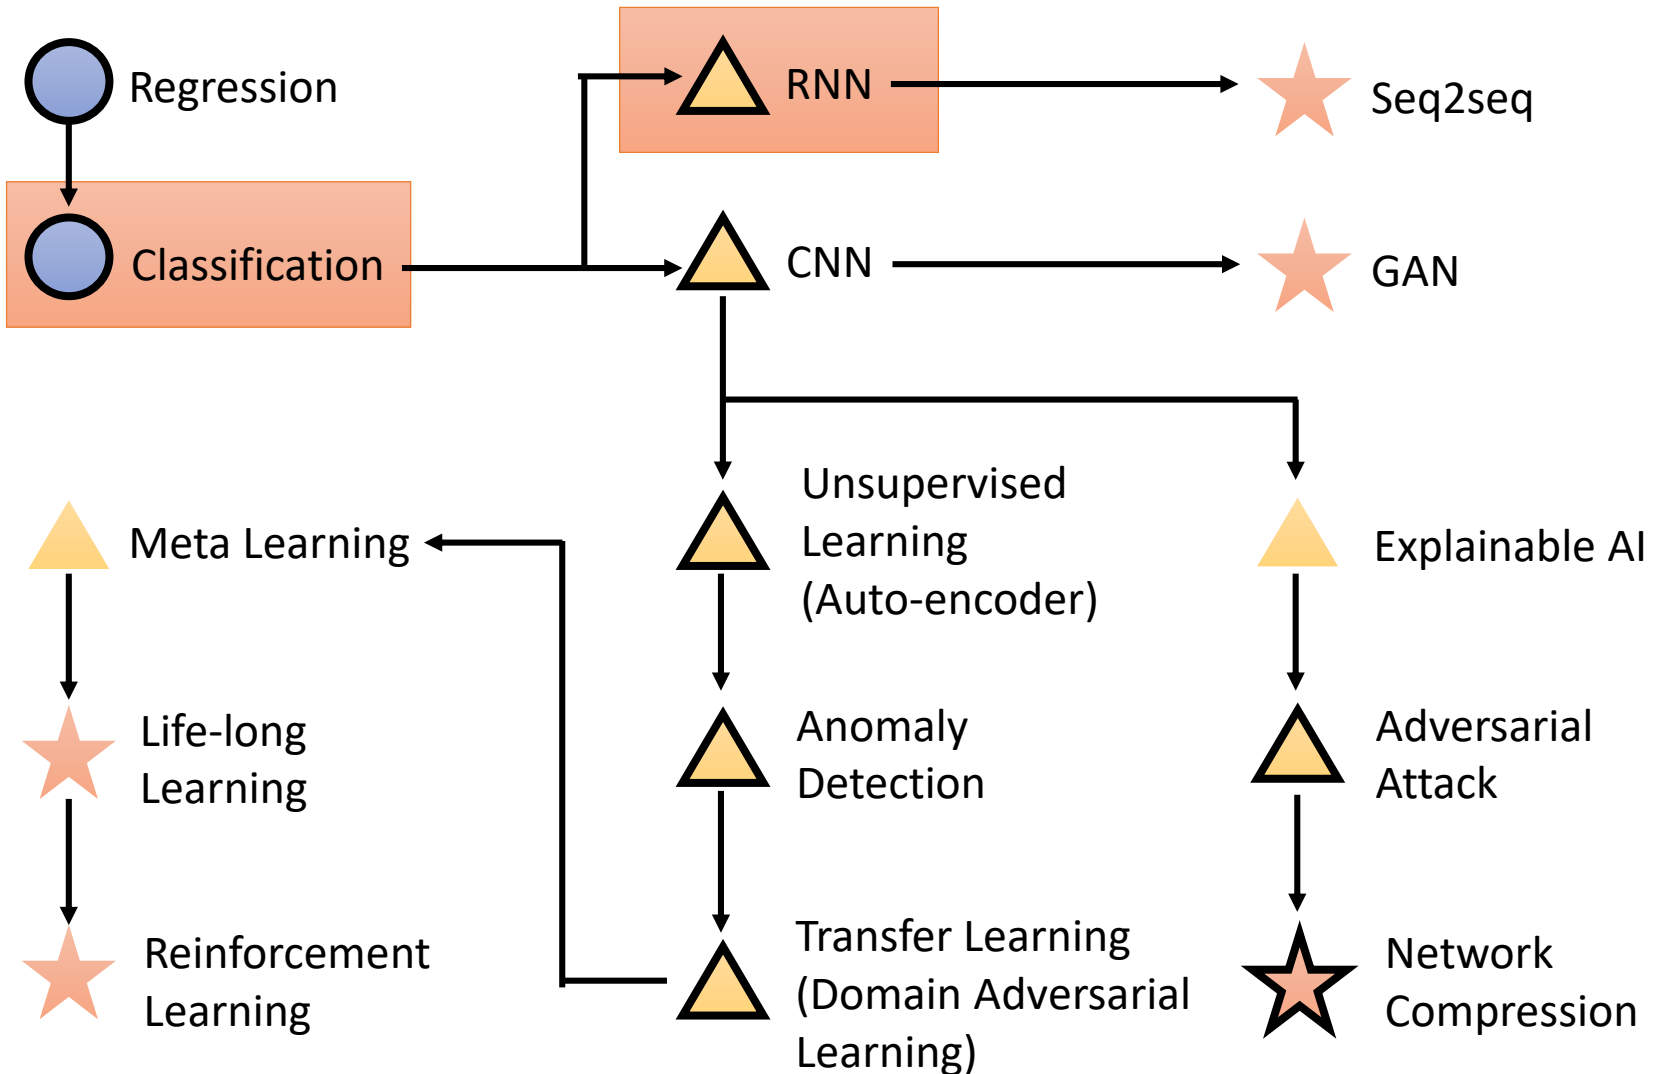 Regression
RNN
Seq2seq
Classification
CNN
GAN
Meta Learning
Unsupervised
Learning
(Auto-encoder)
Explainable AI
Life-long
Learning
Anomaly
Detection
Adversarial
Attack
Reinforcement
Learning
Transfer Learning
(Domain Adversarial
Learning)
Network
Compression